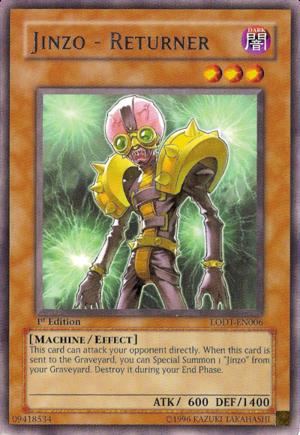 JINZO - RETURNER
DARK
闇
1st Edition
LODT-EN006
[MACHINE / EFFECT]
This card can attack your opponent directly. When this card is
sent to the Graveyard, you can Special Summon 1 "Jinzo" from
your Graveyard. Destroy it during your End Phase.
ATK/ 600 DEF/1400
09418534
©1996 KAZUKI TAKAHASHI